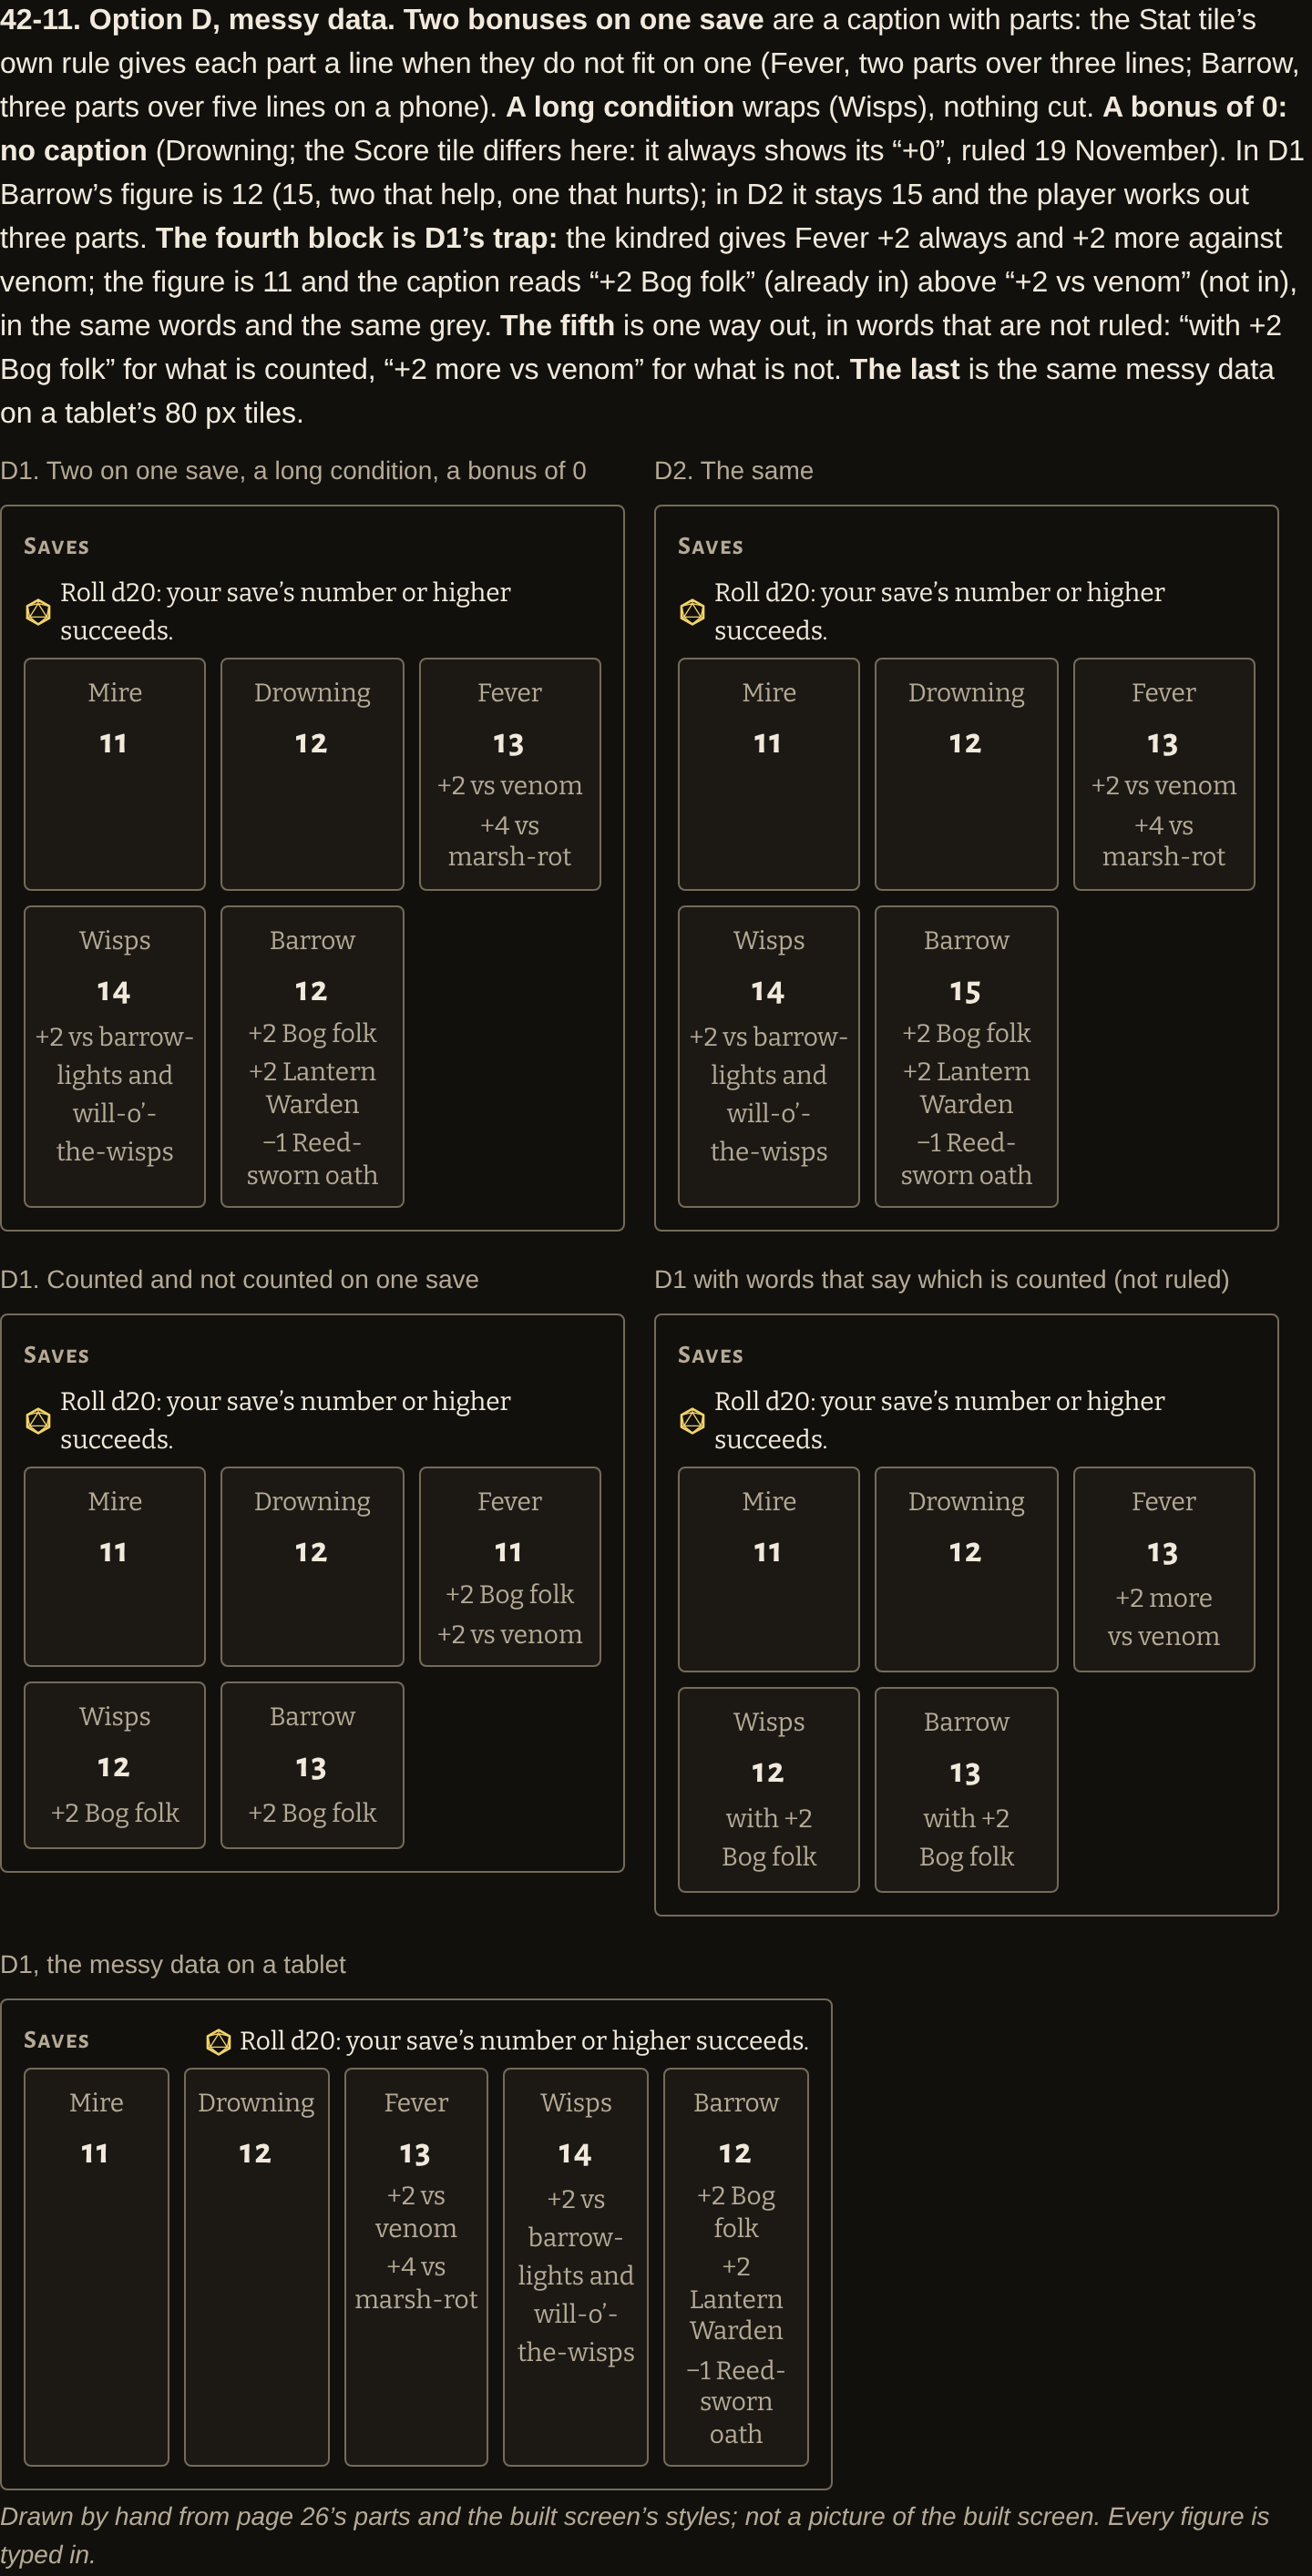 42-11. Option D, messy data. Two bonuses on one save are a caption with parts: the Stat tile’s
own rule gives each part a line when they do not fit on one (Fever, two parts over three lines; Barrow,
three parts over five lines on a phone). A long condition wraps (Wisps), nothing cut. A bonus of 0:
no caption (Drowning; the Score tile differs here: it always shows its “+0”, ruled 19 November). In D1
Barrow’s figure is 12 (15, two that help, one that hurts); in D2 it stays 15 and the player works out
three parts. The fourth block is D1’s trap: the kindred gives Fever +2 always and +2 more against
venom; the figure is 11 and the caption reads “+2 Bog folk” (already in) above “+2 vs venom” (not in),
in the same words and the same grey. The fifth is one way out, in words that are not ruled: “with +2
Bog folk” for what is counted, “+2 more vs venom” for what is not. The last is the same messy data
on a tablet’s 80 px tiles.
D1. Two on one save, a long condition, a bonus of 0
Saves
Roll d20: your save’s number or higher
succeeds.
Mire
11
Drowning
12
Fever
13
+2 vs venom
+4 vs
marsh-rot
Wisps
14
+2 vs barrow-
lights and
will-o’-
the-wisps
Barrow
12
+2 Bog folk
+2 Lantern
Warden
−1 Reed-
sworn oath
D2. The same
Saves
Roll d20: your save’s number or higher
succeeds.
Mire
11
Drowning
12
Fever
13
+2 vs venom
+4 vs
marsh-rot
Wisps
14
+2 vs barrow-
lights and
will-o’-
the-wisps
Barrow
15
+2 Bog folk
+2 Lantern
Warden
−1 Reed-
sworn oath
D1. Counted and not counted on one save
Saves
Roll d20: your save’s number or higher
succeeds.
Mire
11
Drowning
12
Fever
11
+2 Bog folk
+2 vs venom
Wisps
12
+2 Bog folk
Barrow
13
+2 Bog folk
D1 with words that say which is counted (not ruled)
Saves
Roll d20: your save’s number or higher
succeeds.
Mire
11
Drowning
12
Fever
13
+2 more
vs venom
Wisps
12
with +2
Bog folk
Barrow
13
with +2
Bog folk
D1, the messy data on a tablet
Saves
Roll d20: your save’s number or higher succeeds.
Mire
11
Drowning
12
Fever
13
+2 vs
venom
+4 vs
marsh-rot
Wisps
14
+2 vs
barrow-
lights and
will-o’-
the-wisps
Barrow
12
+2 Bog
folk
+2
Lantern
Warden
−1 Reed-
sworn
oath
Drawn by hand from page 26’s parts and the built screen’s styles; not a picture of the built screen. Every figure is
typed in.